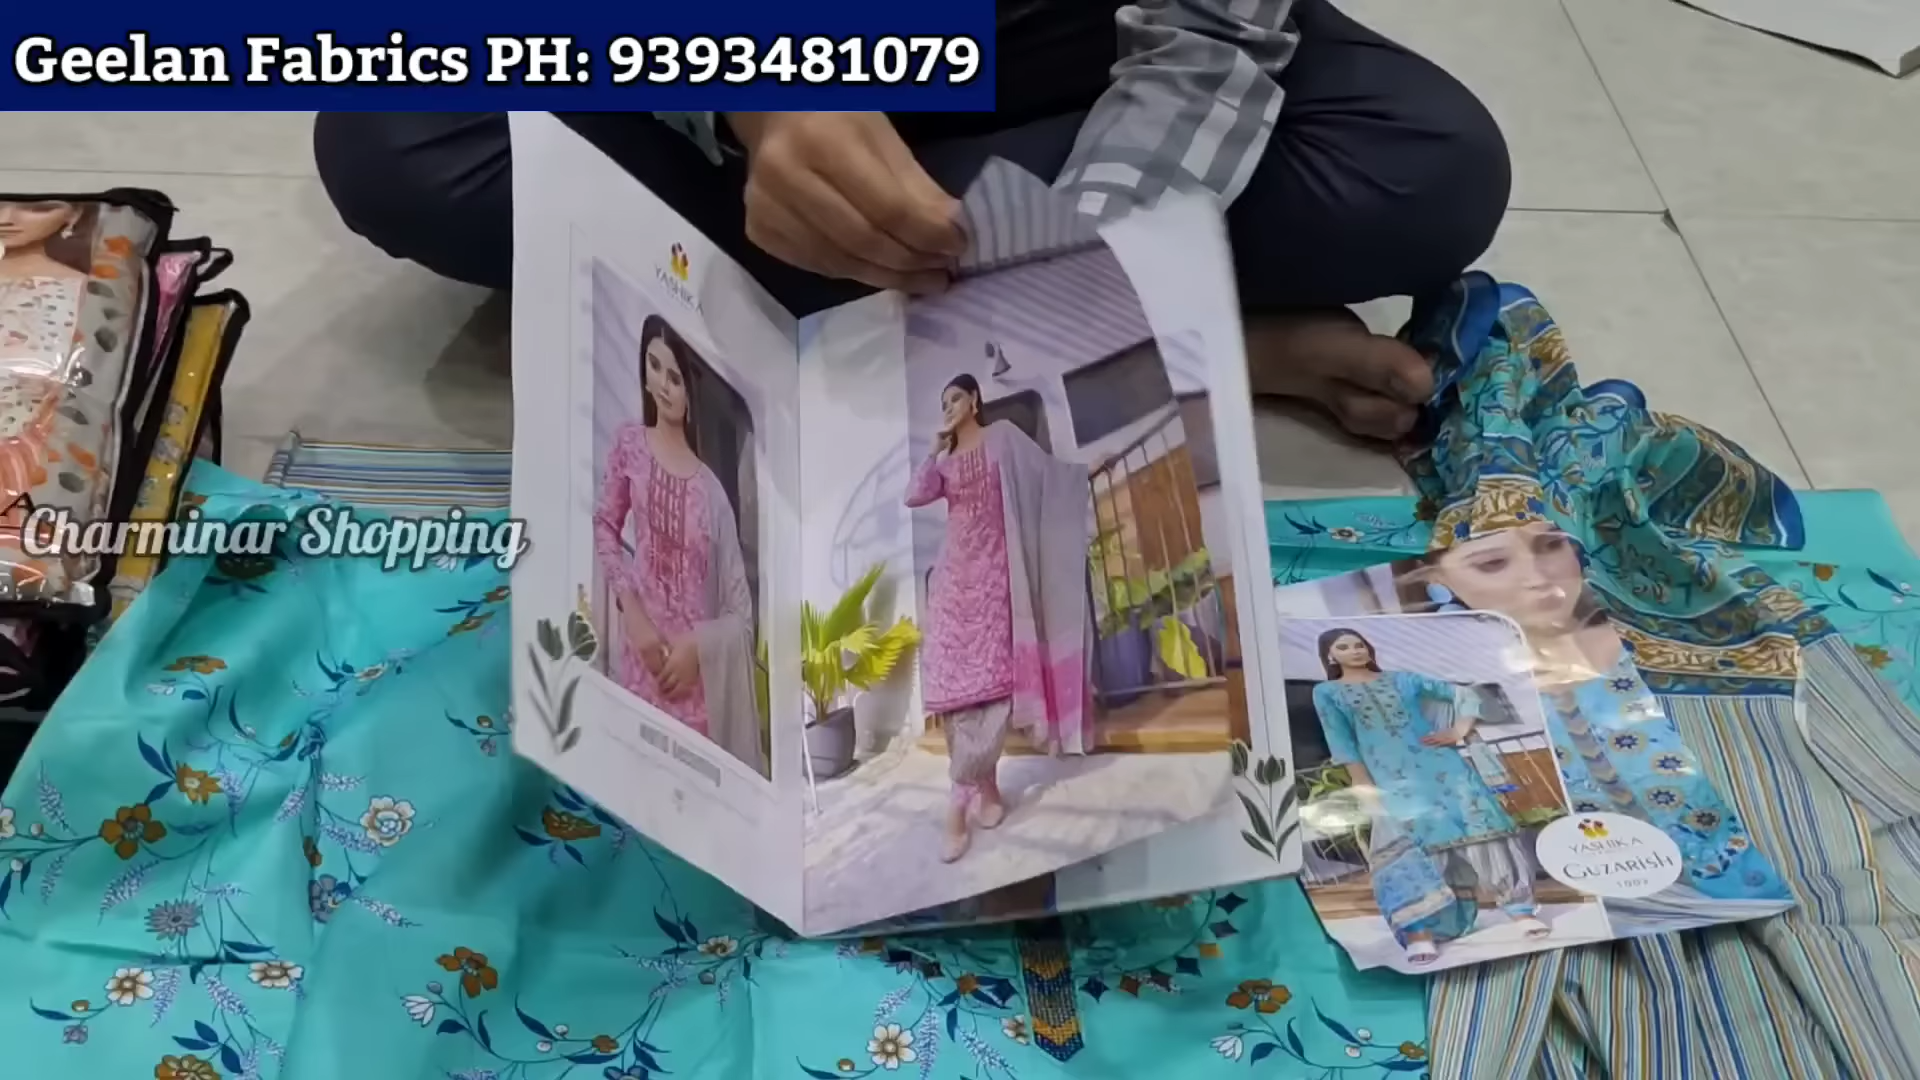 Geelan Fabrics PH: 9393481079
YASHIKA
Charminar Shopping
YASHIKA
GUZARISH